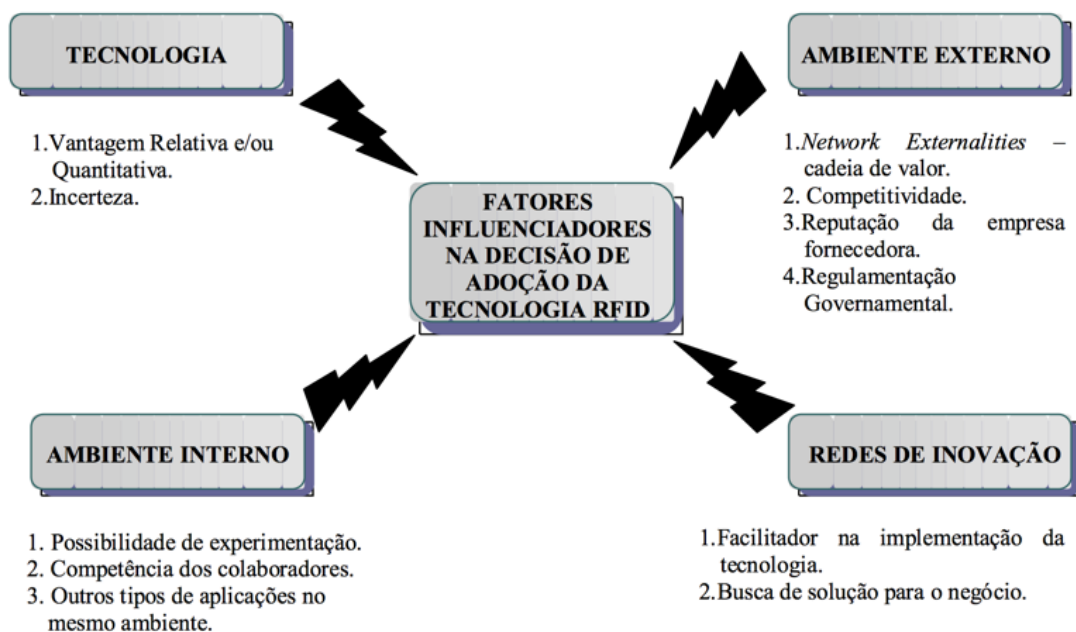 TECNOLOGIA
1.Vantagem Relativa e/ou
Quantitativa.
2.Incerteza.
AMBIENTE EXTERNO
1.Network Externalities –
cadeia de valor.
2. Competitividade.
3.Reputação da empresa
fornecedora.
4.Regulamentação
Governamental.
FATORES
INFLUENCIADORES
NA DECISÃO DE
ADOÇÃO DA
TECNOLOGIA RFID
AMBIENTE INTERNO
1. Possibilidade de experimentação.
2. Competência dos colaboradores.
3. Outros tipos de aplicações no
mesmo ambiente.
REDES DE INOVAÇÃO
1.Facilitador na implementação da
tecnologia.
2.Busca de solução para o negócio.